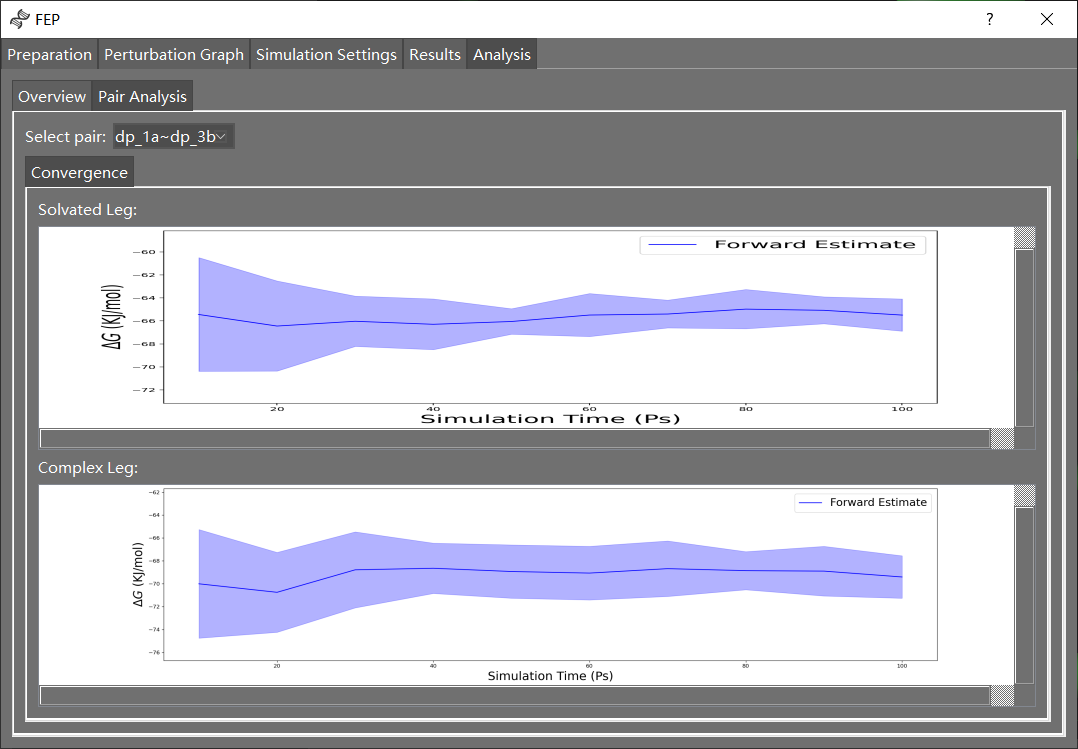 FEP
?
Preparation Perturbation Graph Simulation Settings Results Analysis
Overview Pair Analysis
Select pair: dp_1a~dp_3b
Convergence
Solvated Leg:
Forward Estimate
−60
−62
−64
−66
−68
−70
−72
ΔG (KJ/mol)
20 40 60 80 100
Simulation Time (Ps)
Complex Leg:
Forward Estimate
−62
−64
−66
−68
−70
−72
−74
−76
ΔG (KJ/mol)
20 40 60 80 100
Simulation Time (Ps)